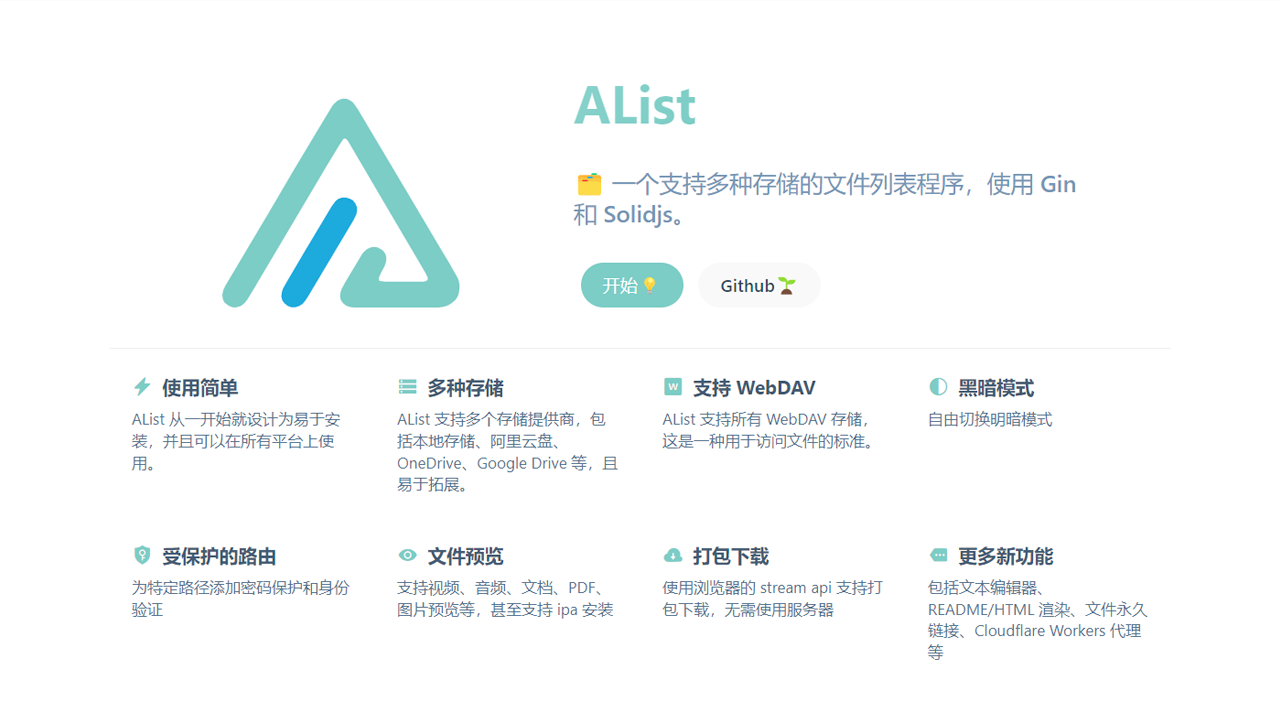 AList
🗂️ 一个支持多种存储的文件列表程序，使用 Gin
和 Solidjs。
开始💡
Github🌱
使用简单
AList 从一开始就设计为易于安
装，并且可以在所有平台上使
用。
多种存储
AList 支持多个存储提供商，包
括本地存储、阿里云盘、
OneDrive、Google Drive 等，且
易于拓展。
支持 WebDAV
AList 支持所有 WebDAV 存储，
这是一种用于访问文件的标准。
黑暗模式
自由切换明暗模式
受保护的路由
为特定路径添加密码保护和身份
验证
文件预览
支持视频、音频、文档、PDF、
图片预览等，甚至支持 ipa 安装
打包下载
使用浏览器的 stream api 支持打
包下载，无需使用服务器
更多新功能
包括文本编辑器、
README/HTML 渲染、文件永久
链接、Cloudflare Workers 代理
等